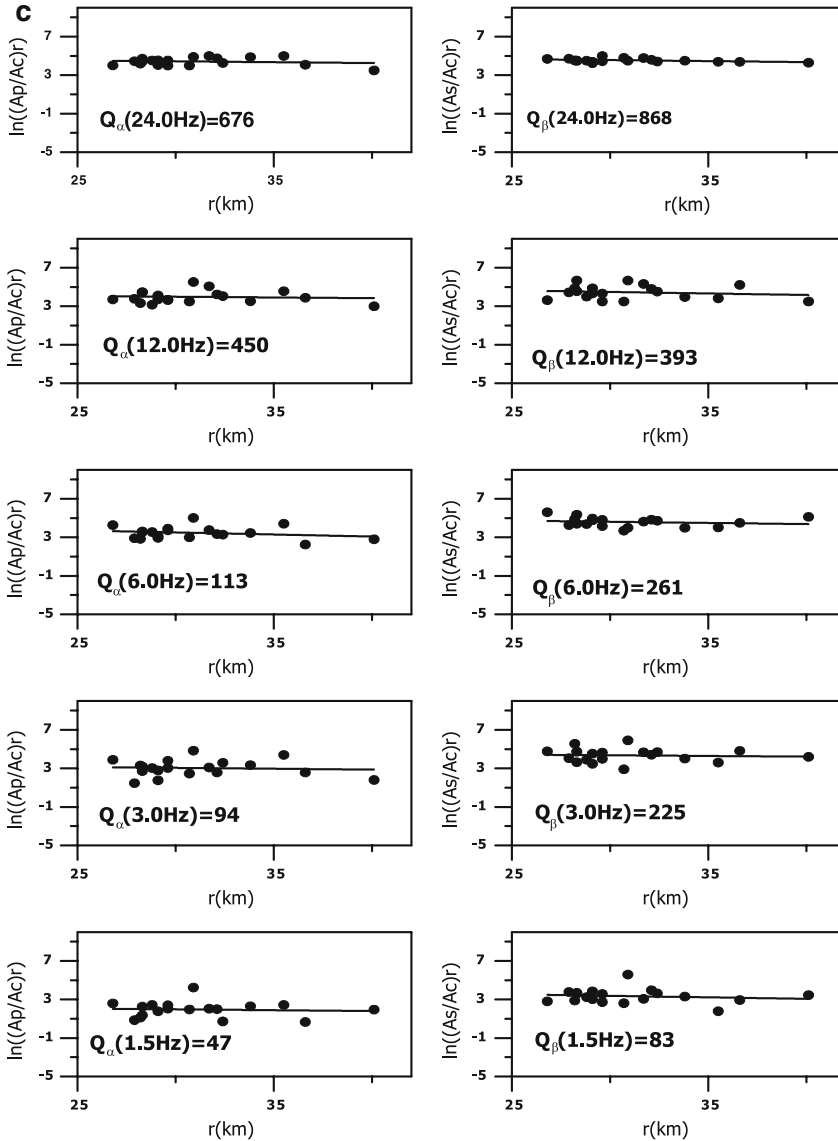 c
ln((Ap/Ac)r)
7
3
-1
-5
Qα(24.0Hz)=676
25
35
r(km)
ln((As/Ac)r)
7
3
-1
-5
Qβ(24.0Hz)=868
25
35
r(km)
ln((Ap/Ac)r)
7
3
-1
-5
Qα(12.0Hz)=450
25
35
r(km)
ln((As/Ac)r)
7
3
-1
-5
Qβ(12.0Hz)=393
25
35
r(km)
ln((Ap/Ac)r)
7
3
-1
-5
Qα(6.0Hz)=113
25
35
r(km)
ln((As/Ac)r)
7
3
-1
-5
Qβ(6.0Hz)=261
25
35
r(km)
ln((Ap/Ac)r)
7
3
-1
-5
Qα(3.0Hz)=94
25
35
r(km)
ln((As/Ac)r)
7
3
-1
-5
Qβ(3.0Hz)=225
25
35
r(km)
ln((Ap/Ac)r)
7
3
-1
-5
Qα(1.5Hz)=47
25
35
r(km)
ln((As/Ac)r)
7
3
-1
-5
Qβ(1.5Hz)=83
25
35
r(km)